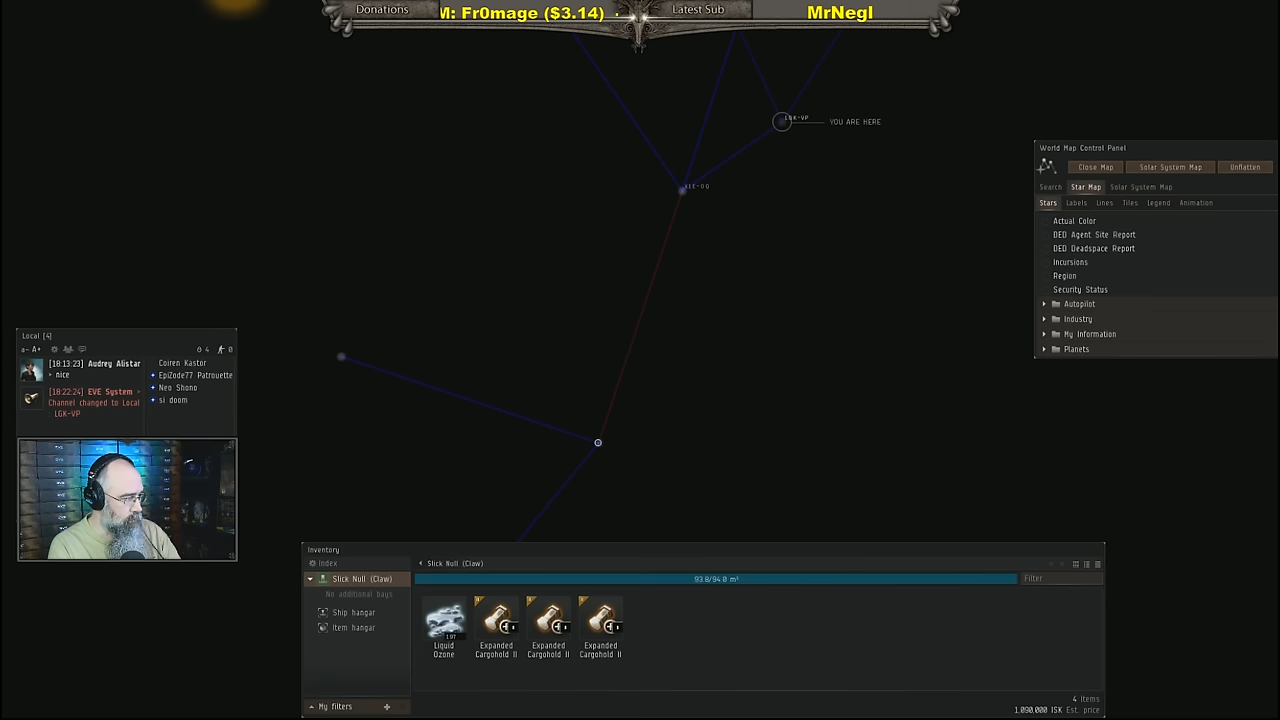 Donations
M: Fr0mage ($3.14)
Latest Sub
MrNegl
LGK-VP
YOU ARE HERE
World Map Control Panel
Close Map
Solar System Map
Unflatten
Search
Star Map
Solar System Map
Stars
Labels
Lines
Tiles
Legend
Animation
Actual Color
DED Agent Site Report
DED Deadspace Report
Incursions
Region
Security Status
Autopilot
Industry
My Information
Planets
Local [4]
a- A+
4
0
[18:13:23] Audrey Alistar
> nice
[18:22:24] EVE System >
Channel changed to Local
: LGK-VP
Coiren Kastor
EpiZode77 Patrouette
Neo Shono
si doom
Inventory
Index
Slick Null (Claw)
No additional bays
Ship hangar
Item hangar
My filters
Slick Null (Claw)
93.8/94.0 m³
Filter
197
Liquid
Ozone
Expanded
Cargohold II
Expanded
Cargohold II
Expanded
Cargohold II
4 Items
1,090,000 ISK Est. price